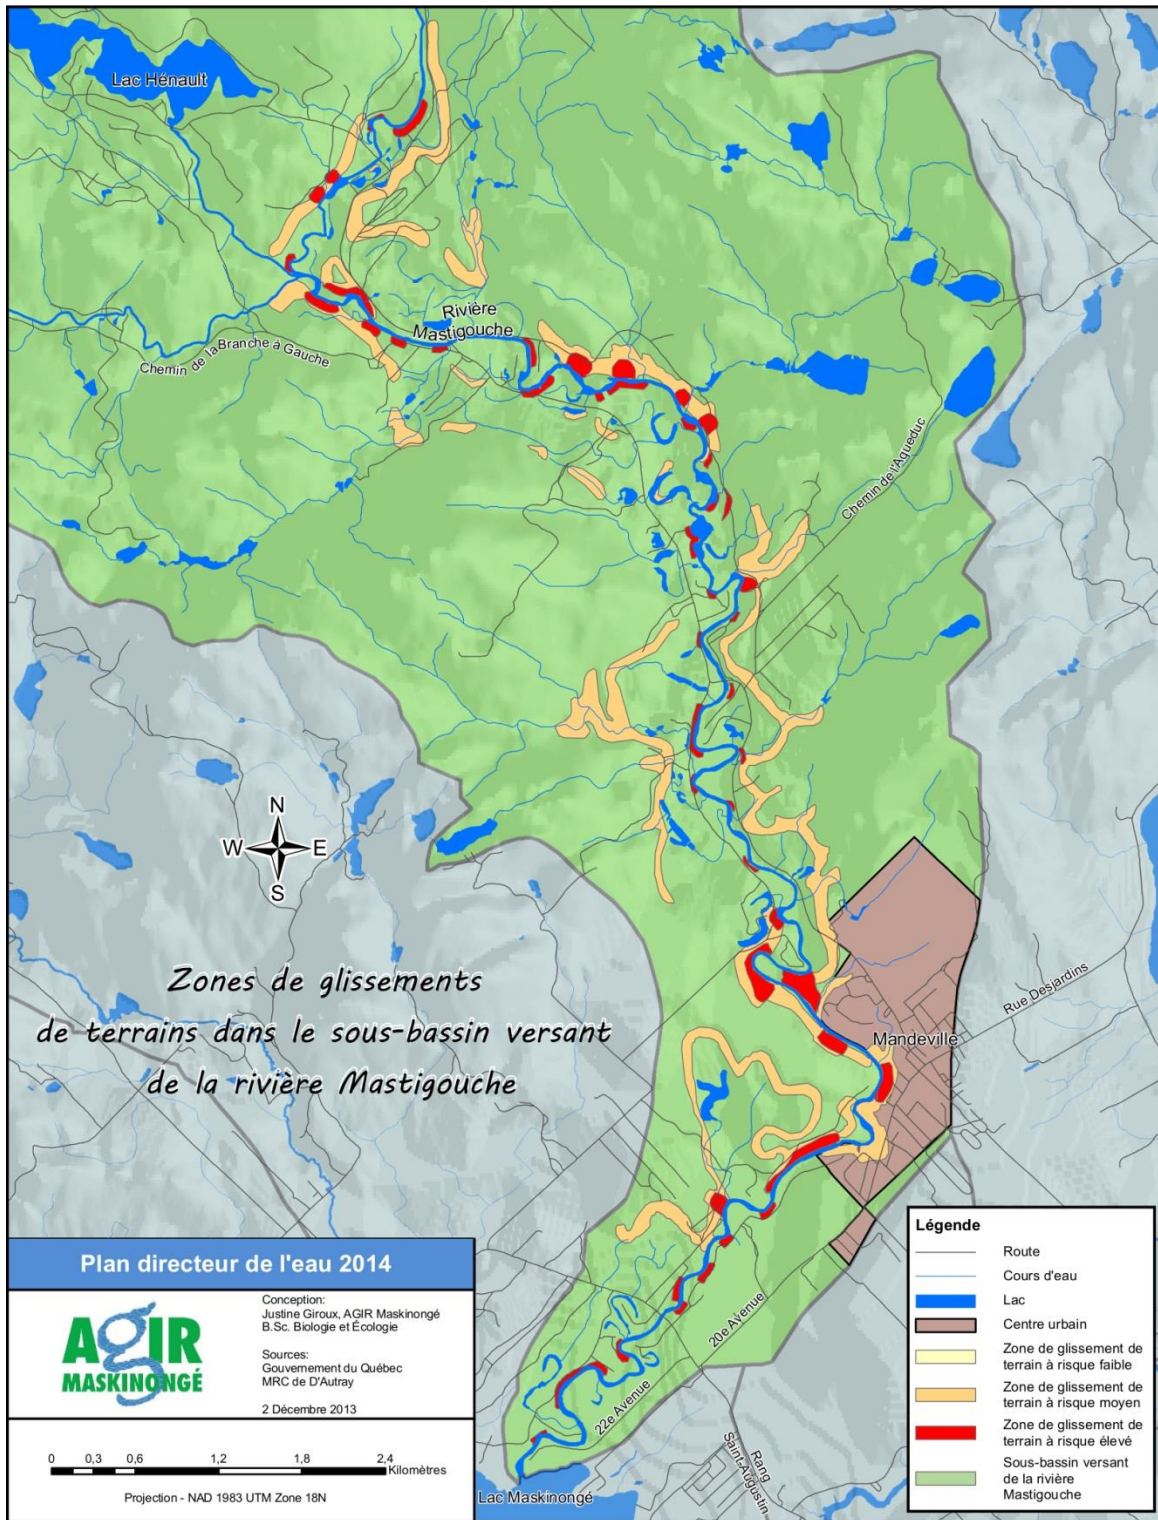 Lac Hénault
Rivière
Mastigouche
Chemin de la Branche à Gauche
Chemin de l'Aqueduc
N
W
E
S
Zones de glissements
de terrains dans le sous-bassin versant
de la rivière Mastigouche
Rue Desjardins
Mandeville
20e Avenue
22e Avenue
Rang
Saint-Augustin
Lac Maskinongé
Plan directeur de l'eau 2014
AGIR
MASKINONGÉ
Conception:
Justine Giroux, AGIR Maskinongé
B.Sc. Biologie et Écologie
Sources:
Gouvernement du Québec
MRC de D'Autray
2 Décembre 2013
0 0,3 0,6 1,2 1,8 2,4
Kilomètres
Projection - NAD 1983 UTM Zone 18N
Légende
Route
Cours d'eau
Lac
Centre urbain
Zone de glissement de
terrain à risque faible
Zone de glissement de
terrain à risque moyen
Zone de glissement de
terrain à risque élevé
Sous-bassin versant
de la rivière
Mastigouche